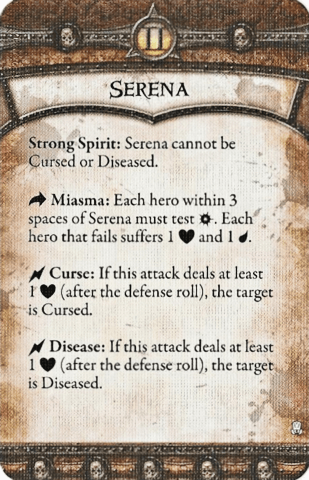 II
SERENA
Strong Spirit: Serena cannot be
Cursed or Diseased.
Miasma: Each hero within 3
spaces of Serena must test . Each
hero that fails suffers 1 and 1 .
Curse: If this attack deals at least
1 (after the defense roll), the target
is Cursed.
Disease: If this attack deals at least
1 (after the defense roll), the target
is Diseased.